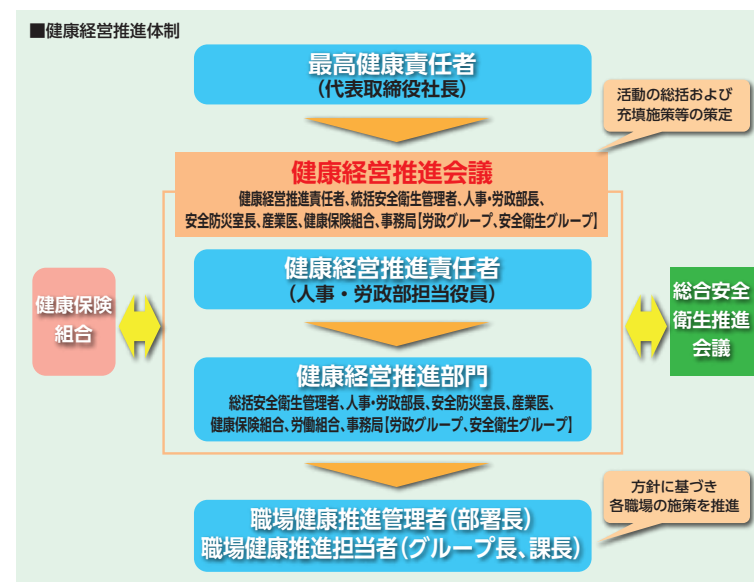 ■健康経営推進体制
最高健康責任者
(代表取締役社長)
活動の総括および
充填施策等の策定
健康経営推進会議
健康経営推進責任者、統括安全衛生管理者、人事・労政部長、
安全防災室長、産業医、健康保険組合、事務局【労政グループ、安全衛生グループ】
健康経営推進責任者
(人事・労政部担当役員)
健康保険
組合
総合安全
衛生推進
会議
健康経営推進部門
総括安全衛生管理者、人事・労政部長、安全防災室長、産業医、
健康保険組合、労働組合、事務局【労政グループ、安全衛生グループ】
方針に基づき
各職場の施策を推進
職場健康推進管理者(部署長)
職場健康推進担当者(グループ長、課長)